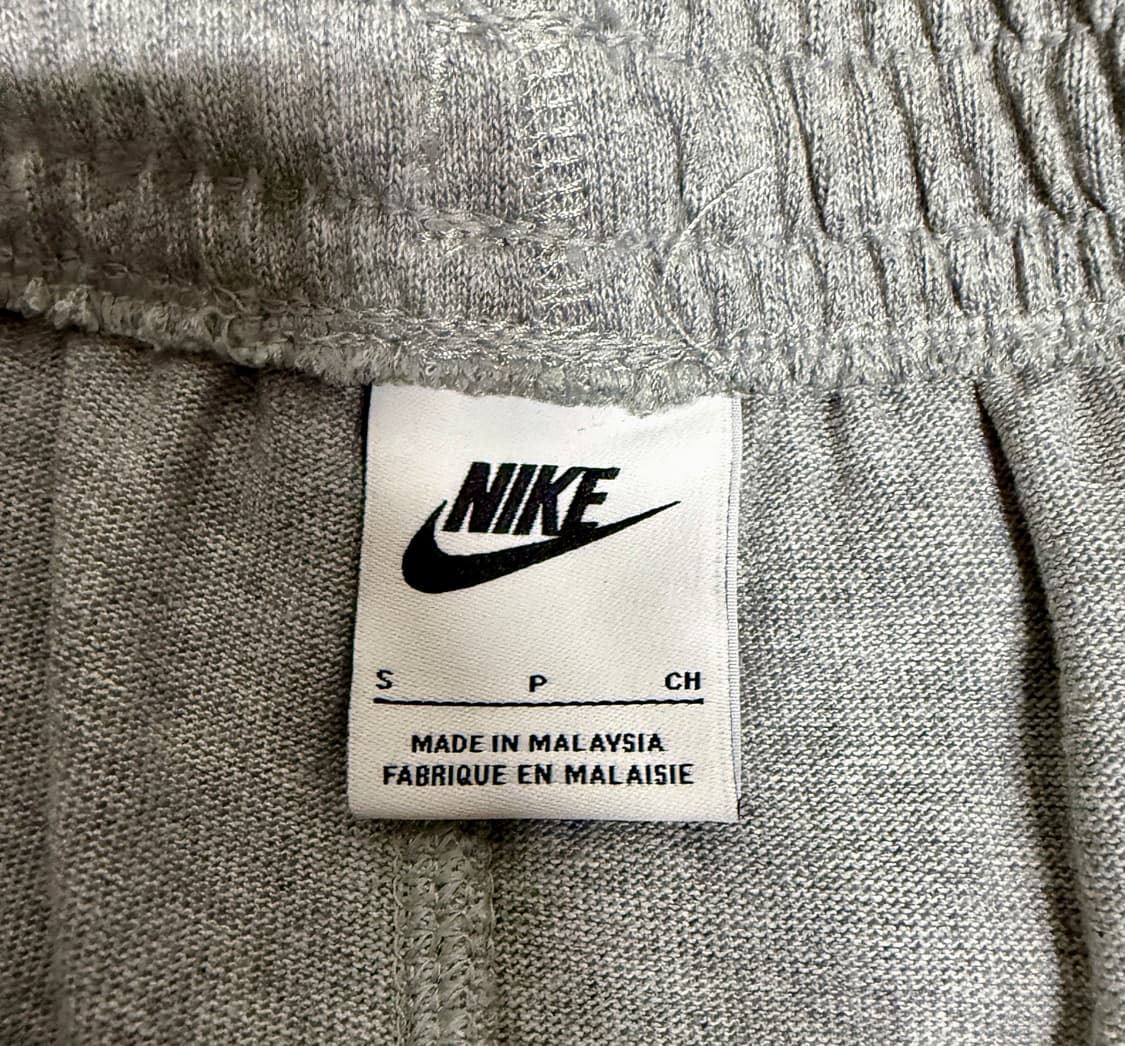 NIKE
S P CH
MADE IN MALAYSIA
FABRIQUE EN MALAISIE